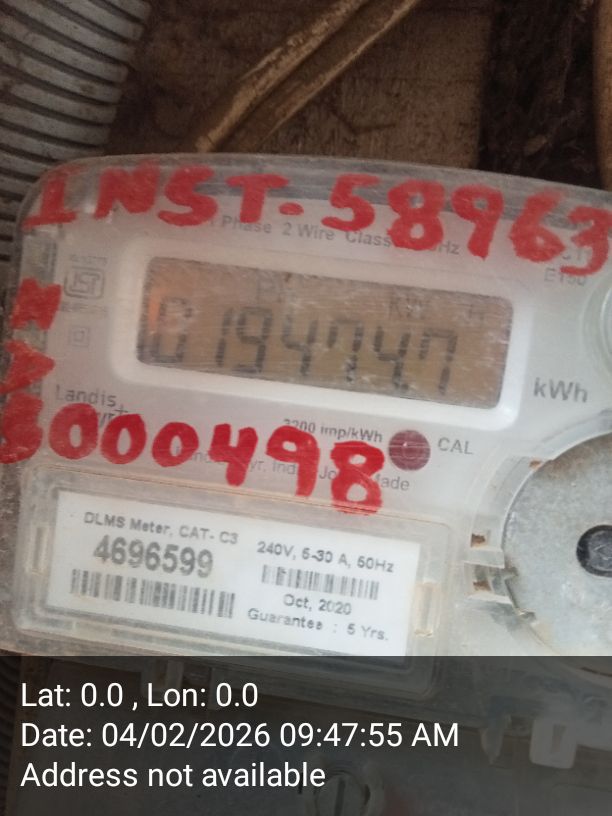 INST-58963
Phase 2 Wire Class Hz
E150
kW H
kWh
Landis
3200 imp/kWh
CAL
3000498
Made
DLMS Meter, CAT- C3
4696599
240V, 5-30 A, 50Hz
Oct, 2020
Guarantee : 5 Yrs.
Lat: 0.0 , Lon: 0.0
Date: 04/02/2026 09:47:55 AM
Address not available